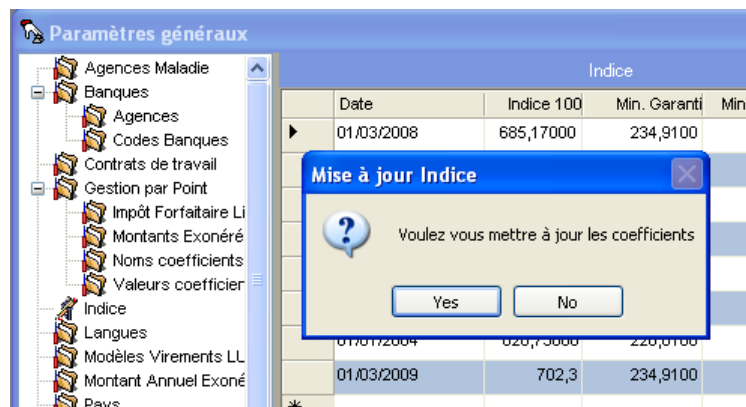 Paramètres généraux
Agences Maladie
Banques
Agences
Codes Banques
Contrats de travail
Gestion par Point
Impôt Forfaitaire Li
Montants Exonéré
Noms coefficients
Valeurs coefficier
Indice
Langues
Modèles Virements LL
Montant Annuel Exoné
Pays
Indice
Date Indice 100 Min. Garanti Min
01/03/2008 685,17000 234,9100
Mise à jour Indice
Voulez vous mettre à jour les coefficients
Yes No
01/03/2009 702,3 234,9100